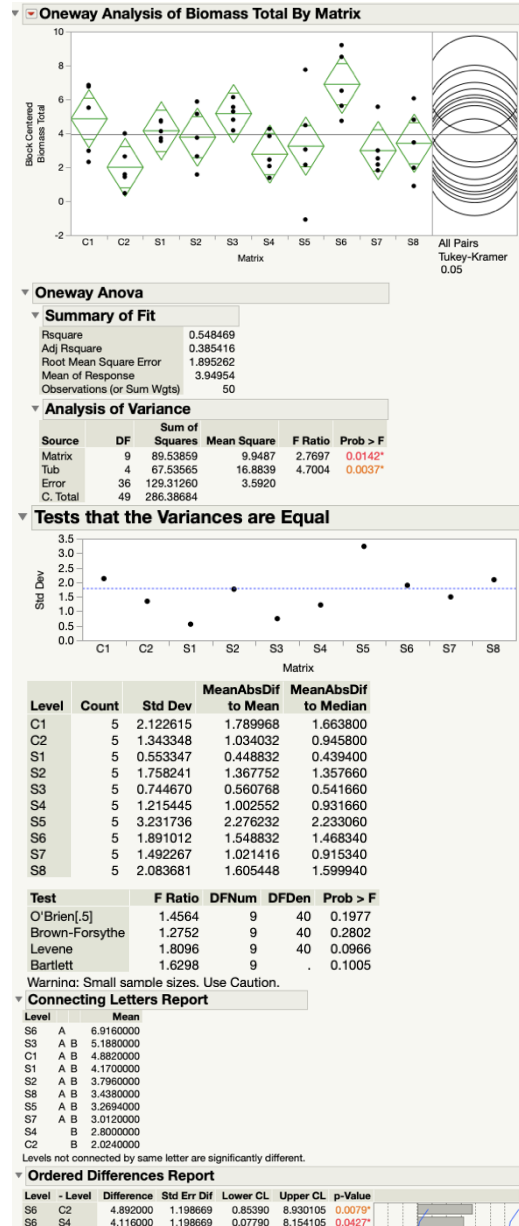 Oneway Analysis of Biomass Total By Matrix
10
8
6
4
2
0
-2
Block Centered
Biomass Total
C1 C2 S1 S2 S3 S4 S5 S6 S7 S8
Matrix
All Pairs
Tukey-Kramer
0.05
Oneway Anova
Summary of Fit
Rsquare 0.548469
Adj Rsquare 0.385416
Root Mean Square Error 1.895262
Mean of Response 3.94954
Observations (or Sum Wgts) 50
Analysis of Variance
Sum of
Source DF Squares Mean Square F Ratio Prob > F
Matrix 9 89.53859 9.9487 2.7697 0.0142*
Tub 4 67.53565 16.8839 4.7004 0.0037*
Error 36 129.31260 3.5920
C. Total 49 286.38684
Tests that the Variances are Equal
3.5
3.0
2.5
2.0
1.5
1.0
0.5
0.0
Std Dev
C1 C2 S1 S2 S3 S4 S5 S6 S7 S8
Matrix
MeanAbsDif MeanAbsDif
Level Count Std Dev to Mean to Median
C1 5 2.122615 1.789968 1.663800
C2 5 1.343348 1.034032 0.945800
S1 5 0.553347 0.448832 0.439400
S2 5 1.758241 1.367752 1.357660
S3 5 0.744670 0.560768 0.541660
S4 5 1.215445 1.002552 0.931660
S5 5 3.231736 2.276232 2.233060
S6 5 1.891012 1.548832 1.468340
S7 5 1.492267 1.021416 0.915340
S8 5 2.083681 1.605448 1.599940
Test F Ratio DFNum DFDen Prob > F
O'Brien[.5] 1.4564 9 40 0.1977
Brown-Forsythe 1.2752 9 40 0.2802
Levene 1.8096 9 40 0.0966
Bartlett 1.6298 9 . 0.1005
Warning: Small sample sizes. Use Caution.
Connecting Letters Report
Level Mean
S6 A 6.9160000
S3 A B 5.1880000
C1 A B 4.8820000
S1 A B 4.1700000
S2 A B 3.7960000
S8 A B 3.4380000
S5 A B 3.2694000
S7 A B 3.0120000
S4 B 2.8000000
C2 B 2.0240000
Levels not connected by same letter are significantly different.
Ordered Differences Report
Level - Level Difference Std Err Dif Lower CL Upper CL p-Value
S6 C2 4.892000 1.198669 0.85390 8.930105 0.0079*
S6 S4 4.116000 1.198669 0.07790 8.154105 0.0427*